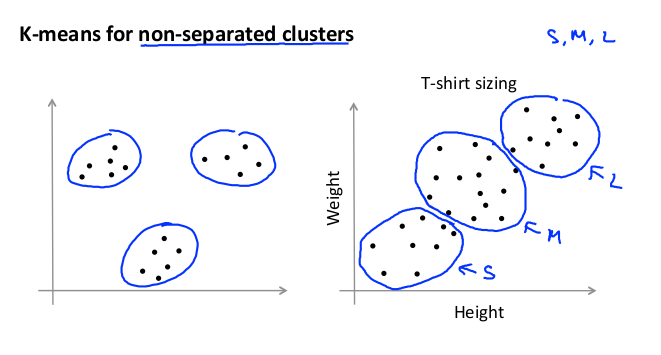 K-means for non-separated clusters
S, M, L
T-shirt sizing
Weight
L
M
S
Height